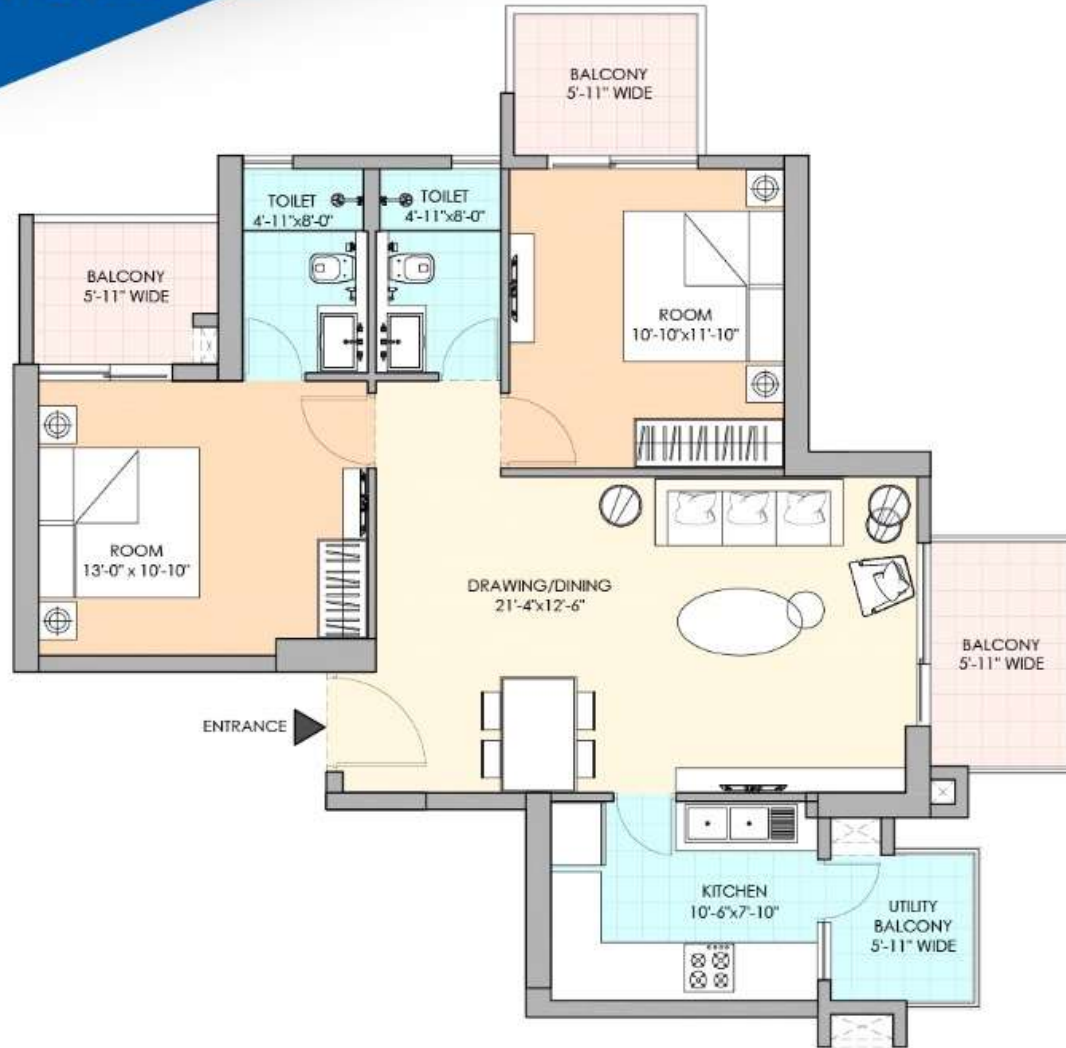 BALCONY
5'-11" WIDE
TOILET
4'-11"x8'-0"
TOILET
4'-11"x8'-0"
BALCONY
5'-11" WIDE
ROOM
10'-10"x11'-10"
ROOM
13'-0" x 10'-10"
DRAWING/DINING
21'-4"x12'-6"
BALCONY
5'-11" WIDE
ENTRANCE
KITCHEN
10'-6"x7'-10"
UTILITY
BALCONY
5'-11" WIDE